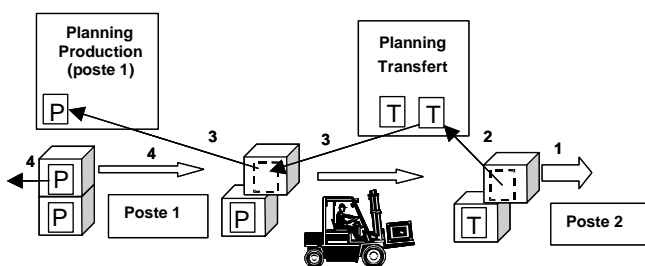 Planning
Production
(poste 1)
P
Planning
Transfert
T T
3
3
2
1
4
4
P
P
Poste 1
P
T
Poste 2